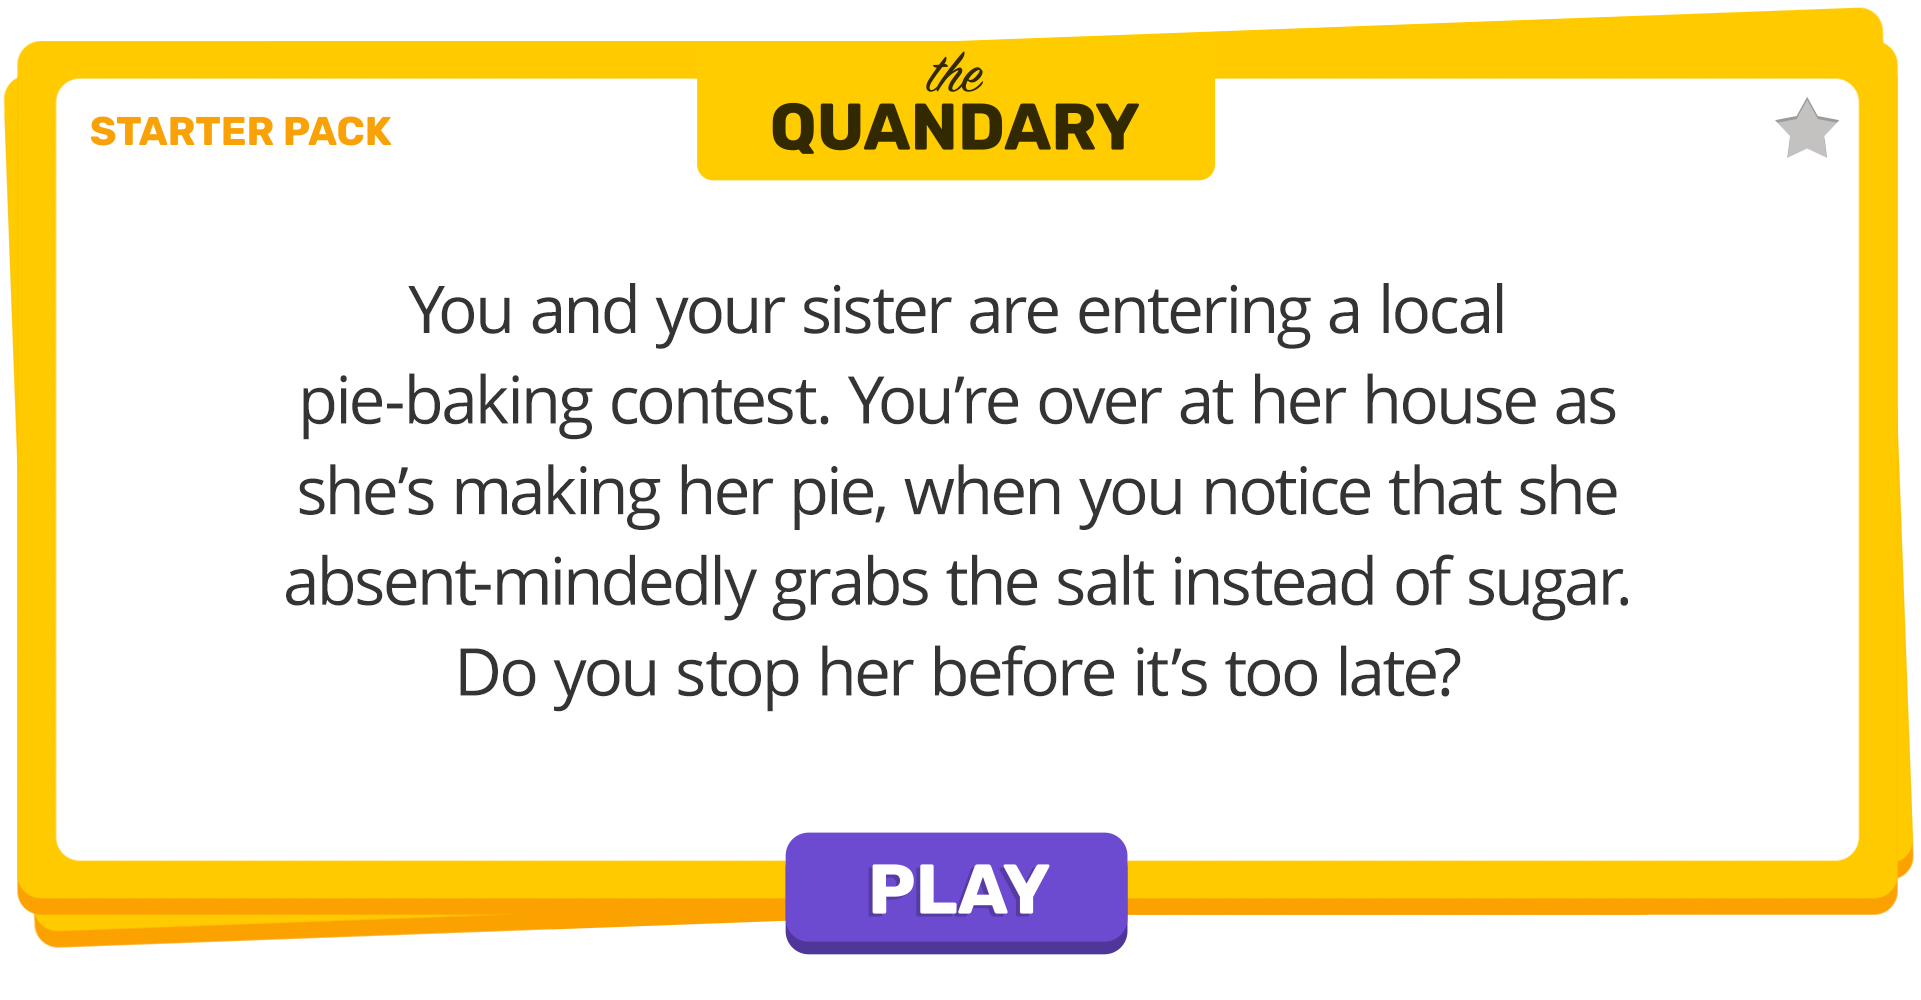 the
QUANDARY
STARTER PACK
You and your sister are entering a local
pie-baking contest. You’re over at her house as
she’s making her pie, when you notice that she
absent-mindedly grabs the salt instead of sugar.
Do you stop her before it’s too late?
PLAY